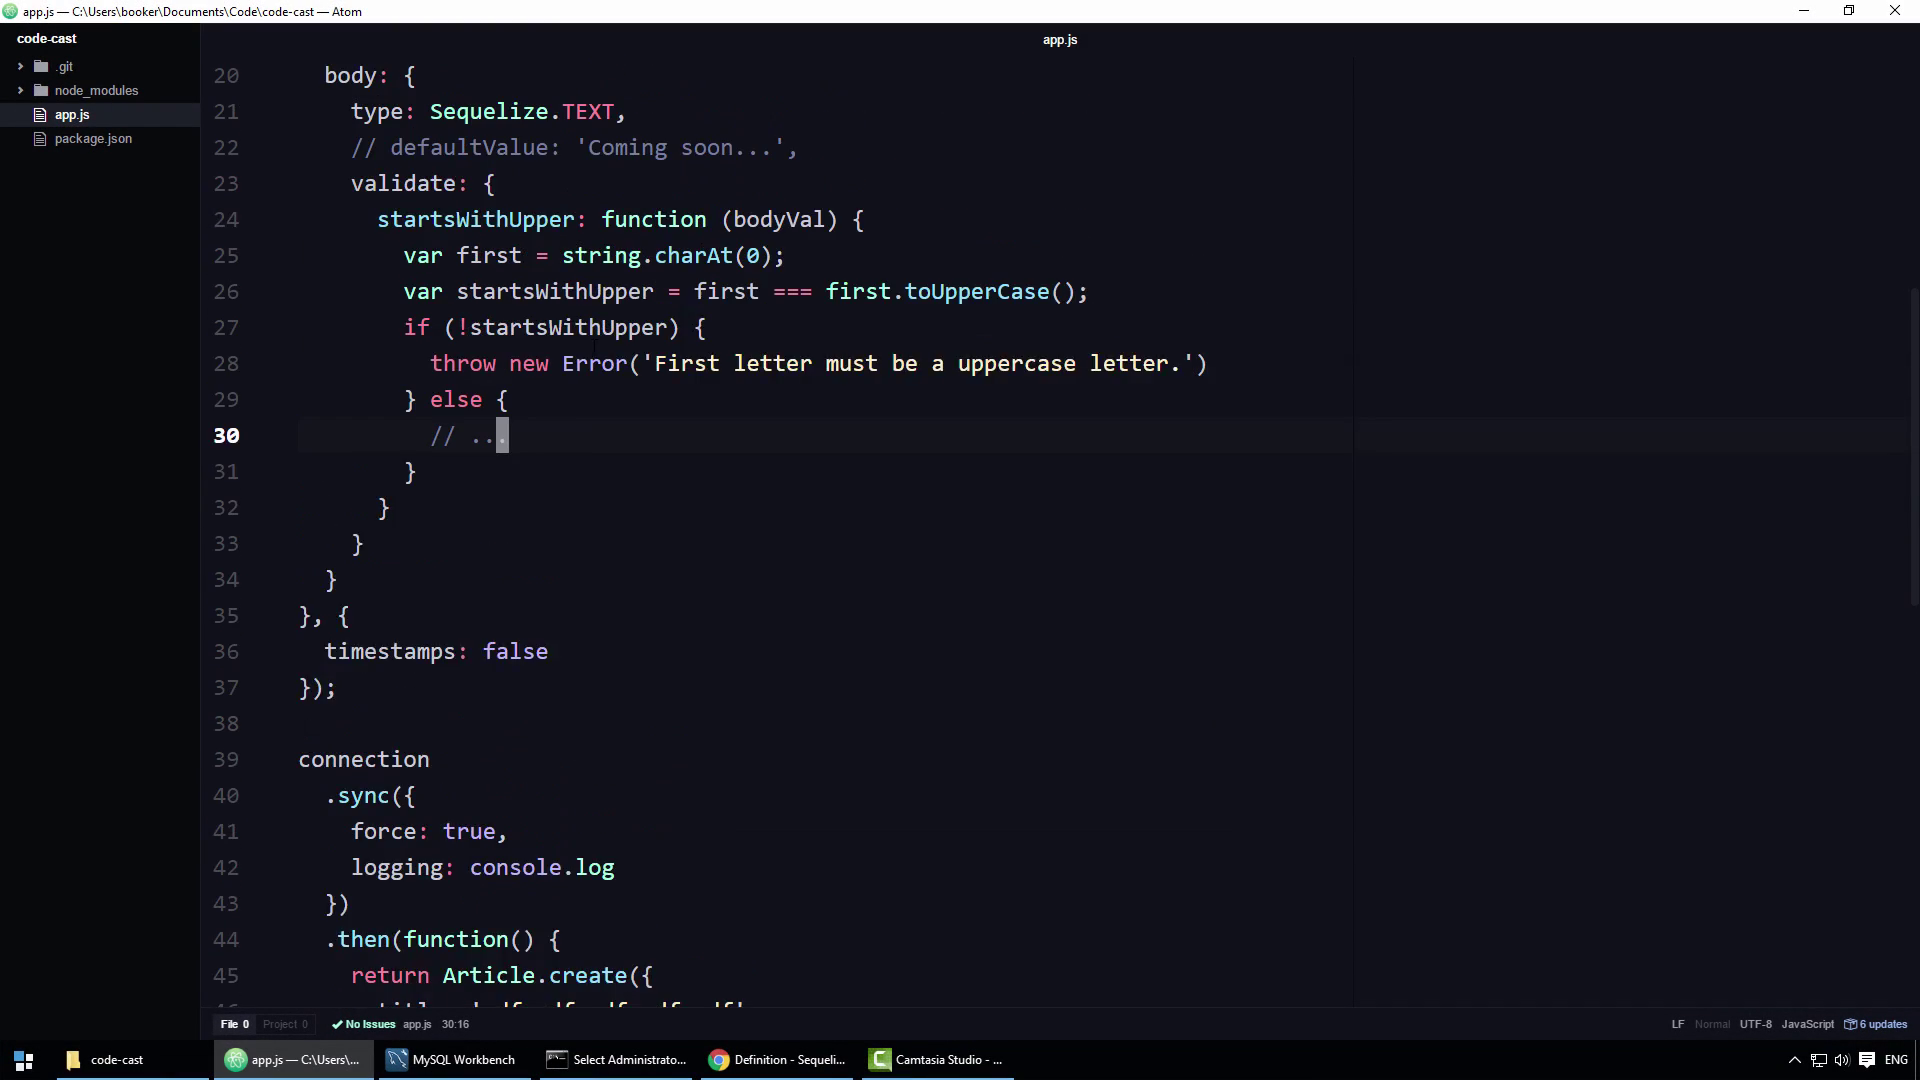 app.js — C:\Users\booker\Documents\Code\code-cast — Atom
code-cast
.git
node_modules
app.js
package.json
app.js
20 body: {
21 type: Sequelize.TEXT,
22 // defaultValue: 'Coming soon...',
23 validate: {
24 startsWithUpper: function (bodyVal) {
25 var first = string.charAt(0);
26 var startsWithUpper = first === first.toUpperCase();
27 if (!startsWithUpper) {
28 throw new Error('First letter must be a uppercase letter.')
29 } else {
30 // ...
31 }
32 }
33 }
34 }
35 }, {
36 timestamps: false
37 });
38
39 connection
40 .sync({
41 force: true,
42 logging: console.log
43 })
44 .then(function() {
45 return Article.create({
File 0 Project 0 No Issues app.js 30:16 LF Normal UTF-8 JavaScript 6 updates
code-cast app.js — C:\Users\... MySQL Workbench Select Administrato... Definition - Sequeli... Camtasia Studio - ... ENG